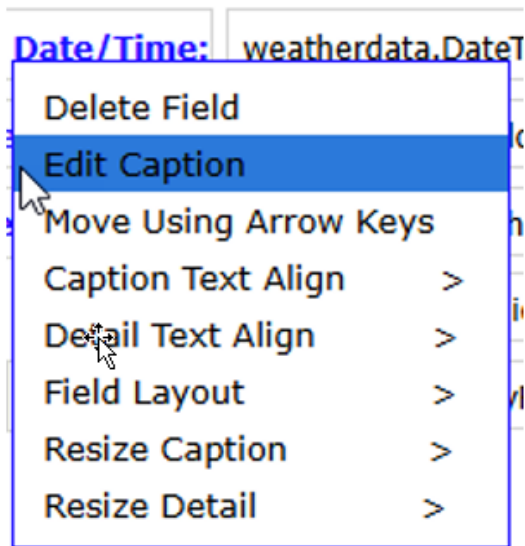 Date/Time: weatherdata.DateT
Delete Field
Edit Caption
Move Using Arrow Keys
Caption Text Align >
Detail Text Align >
Field Layout >
Resize Caption >
Resize Detail >